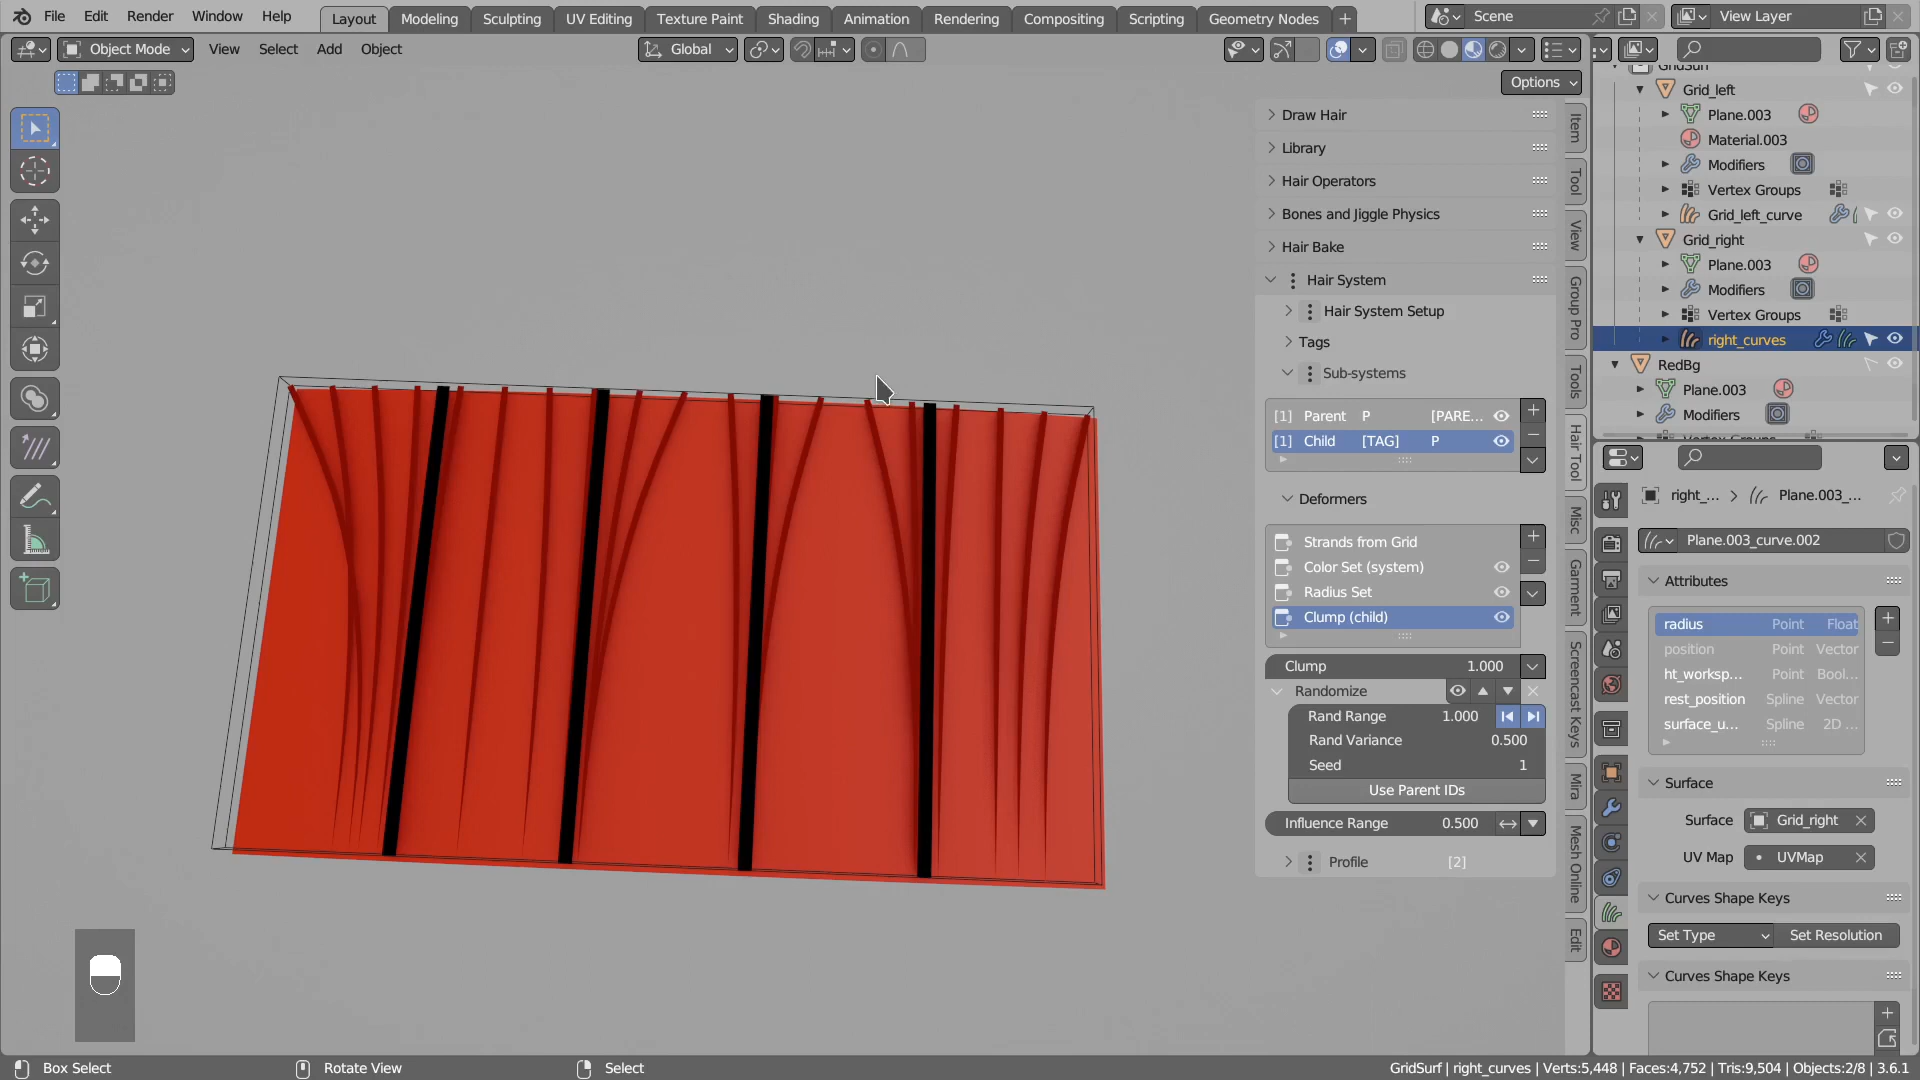 File Edit Render Window Help Layout Modeling Sculpting UV Editing Texture Paint Shading Animation Rendering Compositing Scripting Geometry Nodes + Scene View Layer
Object Mode View Select Add Object Global
Options
Draw Hair
Library
Hair Operators
Bones and Jiggle Physics
Hair Bake
Hair System
Hair System Setup
Tags
Sub-systems
[1] Parent P [PARE...
[1] Child [TAG] P
Deformers
Strands from Grid
Color Set (system)
Radius Set
Clump (child)
Clump 1.000
Randomize
Rand Range 1.000
Rand Variance 0.500
Seed 1
Use Parent IDs
Influence Range 0.500
Profile [2]
Item
Tool
View
Group Pro
Tools
Hair Tool
Misc
Garment
Screencast Keys
Mira
Mesh Online
Edit
GridSurf
Grid_left
Plane.003
Material.003
Modifiers
Vertex Groups
Grid_left_curve
Grid_right
Plane.003
Modifiers
Vertex Groups
right_curves
RedBg
Plane.003
Modifiers
Vertex Groups
right_... > Plane.003_...
Plane.003_curve.002
Attributes
radius Point Float
position Point Vector
ht_worksp... Point Bool...
rest_position Spline Vector
surface_u... Spline 2D ...
Surface
Surface Grid_right
UV Map UVMap
Curves Shape Keys
Set Type Set Resolution
Curves Shape Keys
Box Select Rotate View Select GridSurf | right_curves | Verts:5,448 | Faces:4,752 | Tris:9,504 | Objects:2/8 | 3.6.1